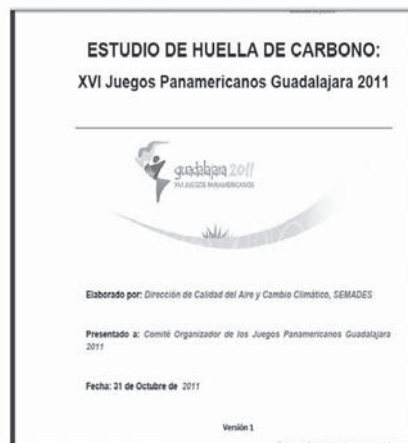 ESTUDIO DE HUELLA DE CARBONO:
XVI Juegos Panamericanos Guadalajara 2011
guadalajara 2011
XVI JUEGOS PANAMERICANOS
Elaborado por: Dirección de Calidad del Aire y Cambio Climático, SEMADES
Presentado a: Comité Organizador de los Juegos Panamericanos Guadalajara
2011
Fecha: 31 de Octubre de 2011
Versión 1